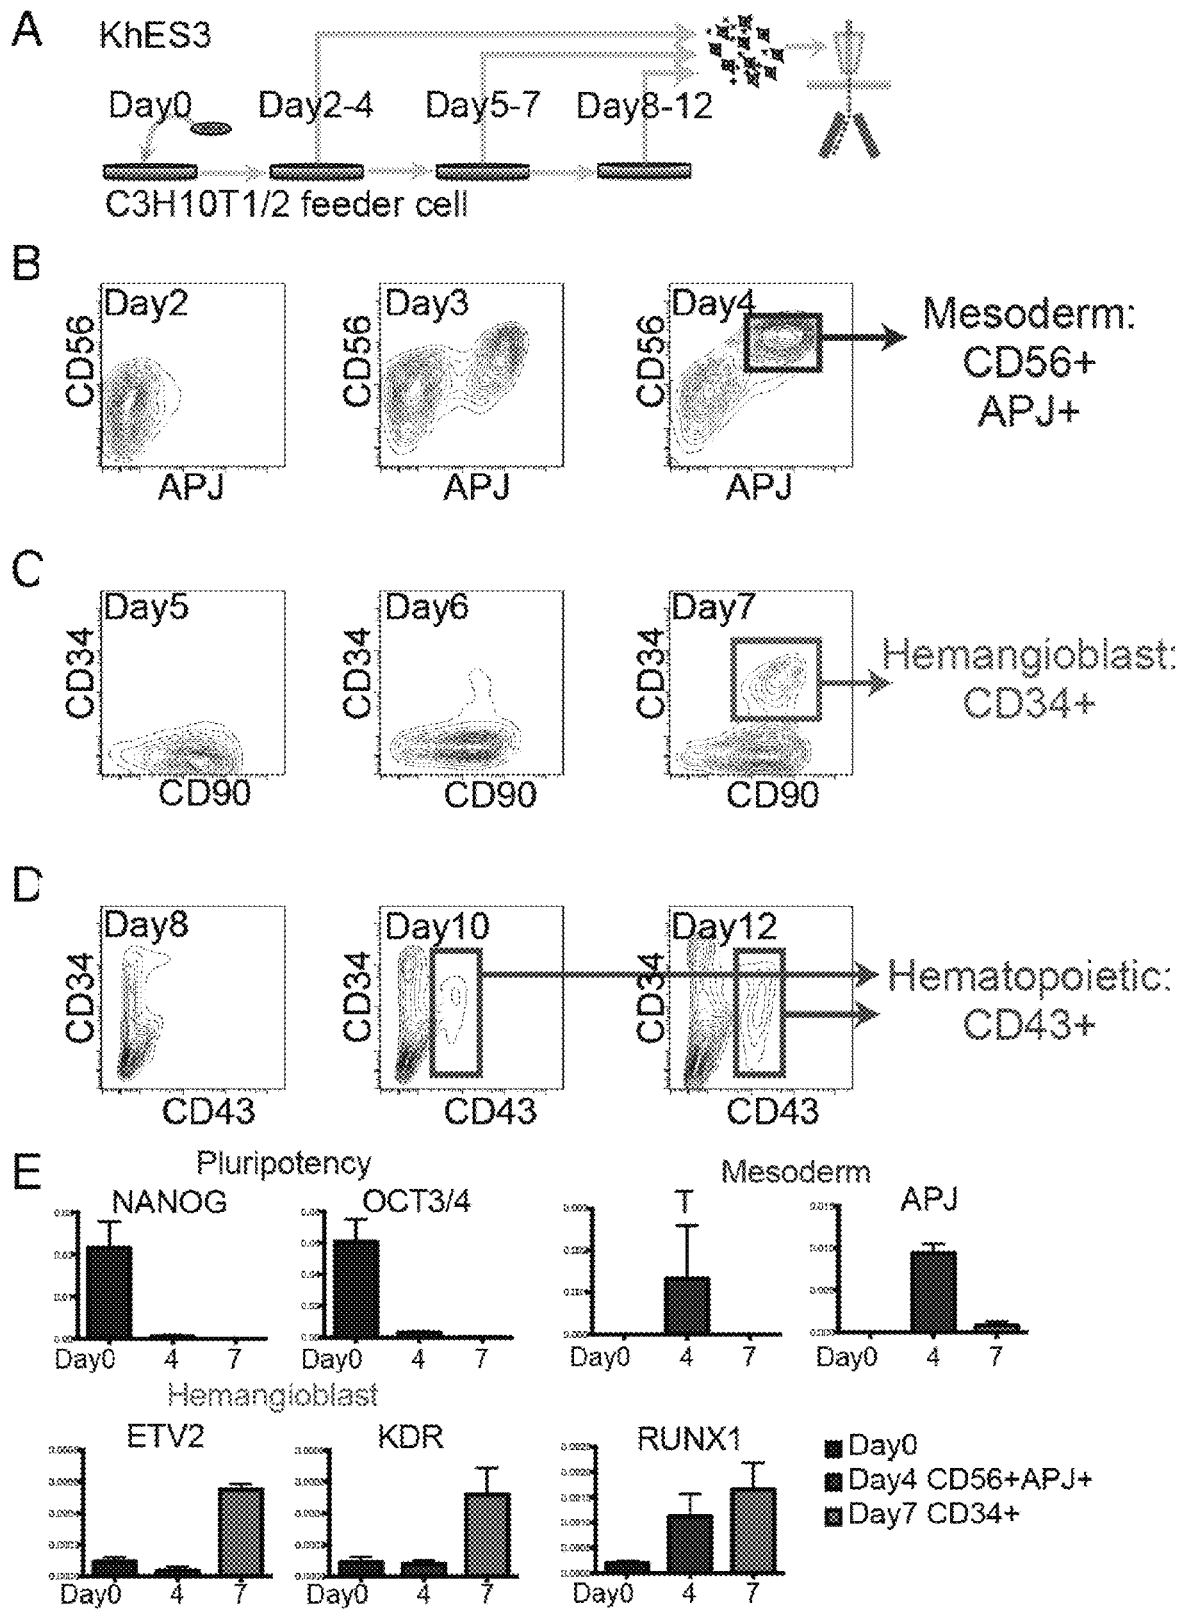 A
KhES3
Day0
Day2-4
Day5-7
Day8-12
C3H10T1/2 feeder cell
B
Day2
CD56
APJ
Day3
CD56
APJ
Day4
CD56
APJ
Mesoderm:
CD56+
APJ+
C
Day5
CD34
CD90
Day6
CD34
CD90
Day7
CD34
CD90
Hemangioblast:
CD34+
D
Day8
CD34
CD43
Day10
CD34
CD43
Day12
CD34
CD43
Hematopoietic:
CD43+
E
Pluripotency
Mesoderm
NANOG
Day0 4 7
OCT3/4
Day0 4 7
T
Day0 4 7
APJ
Day0 4 7
Hemangioblast
ETV2
Day0 4 7
KDR
Day0 4 7
RUNX1
Day0 4 7
Day0
Day4 CD56+APJ+
Day7 CD34+